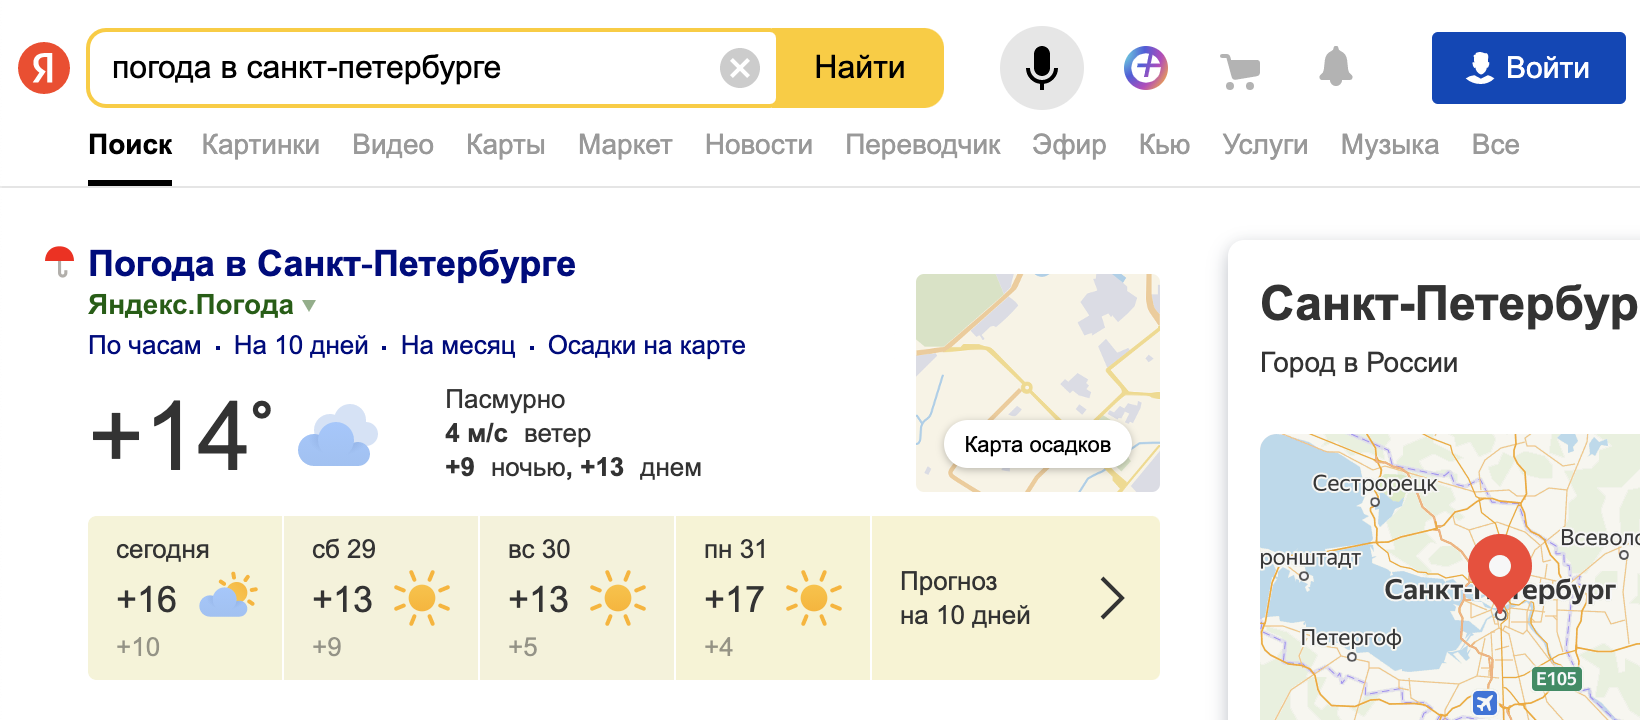 Я
погода в санкт-петербурге
Найти
Войти
Поиск Картинки Видео Карты Маркет Новости Переводчик Эфир Кью Услуги Музыка Все
Погода в Санкт-Петербурге
Яндекс.Погода
По часам · На 10 дней · На месяц · Осадки на карте
+14°
Пасмурно
4 м/с ветер
+9 ночью, +13 днем
Карта осадков
сегодня
+16
+10
сб 29
+13
+9
вс 30
+13
+5
пн 31
+17
+4
Прогноз
на 10 дней
Санкт-Петербур
Город в России
Сестрорецк
Всеволо
ронштадт
Санкт-Петербург
Петергоф
E105